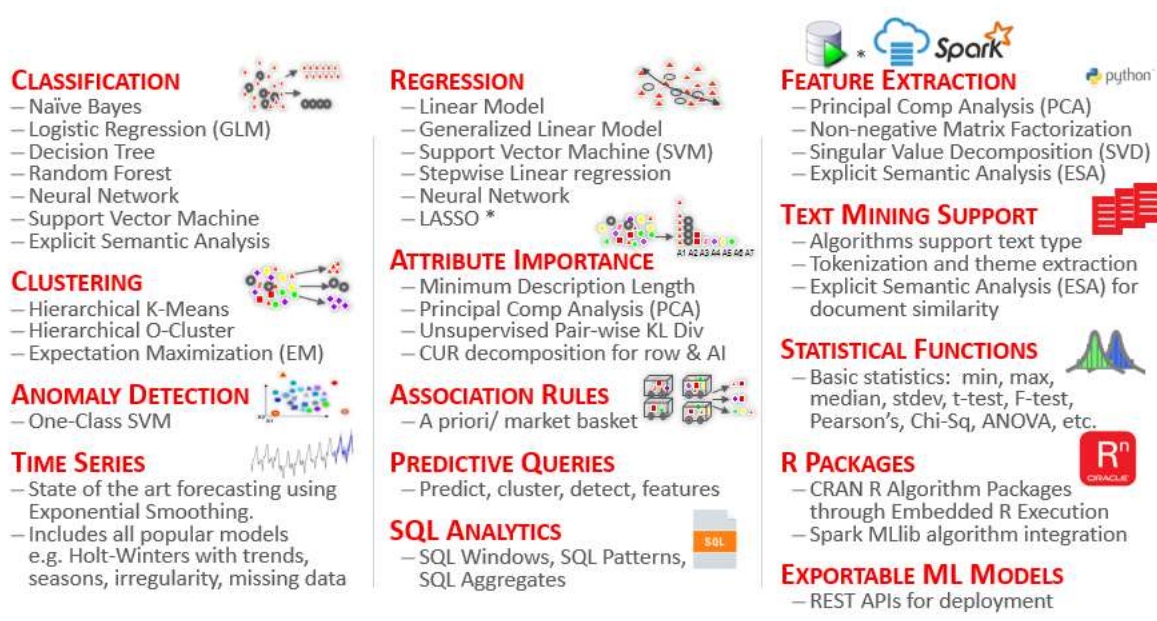 CLASSIFICATION
– Naïve Bayes
– Logistic Regression (GLM)
– Decision Tree
– Random Forest
– Neural Network
– Support Vector Machine
– Explicit Semantic Analysis
CLUSTERING
– Hierarchical K-Means
– Hierarchical O-Cluster
– Expectation Maximization (EM)
ANOMALY DETECTION
– One-Class SVM
TIME SERIES
– State of the art forecasting using
Exponential Smoothing.
– Includes all popular models
e.g. Holt-Winters with trends,
seasons, irregularity, missing data
REGRESSION
– Linear Model
– Generalized Linear Model
– Support Vector Machine (SVM)
– Stepwise Linear regression
– Neural Network
– LASSO *
A1 A2 A3 A4 A5 A6 A7
ATTRIBUTE IMPORTANCE
– Minimum Description Length
– Principal Comp Analysis (PCA)
– Unsupervised Pair-wise KL Div
– CUR decomposition for row & AI
ASSOCIATION RULES
– A priori/ market basket
PREDICTIVE QUERIES
– Predict, cluster, detect, features
SQL ANALYTICS
SQL
– SQL Windows, SQL Patterns,
SQL Aggregates
* Spark
FEATURE EXTRACTION
python
– Principal Comp Analysis (PCA)
– Non-negative Matrix Factorization
– Singular Value Decomposition (SVD)
– Explicit Semantic Analysis (ESA)
TEXT MINING SUPPORT
– Algorithms support text type
– Tokenization and theme extraction
– Explicit Semantic Analysis (ESA) for
document similarity
STATISTICAL FUNCTIONS
– Basic statistics: min, max,
median, stdev, t-test, F-test,
Pearson's, Chi-Sq, ANOVA, etc.
R PACKAGES
Rn
ORACLE
– CRAN R Algorithm Packages
through Embedded R Execution
– Spark MLlib algorithm integration
EXPORTABLE ML MODELS
– REST APIs for deployment